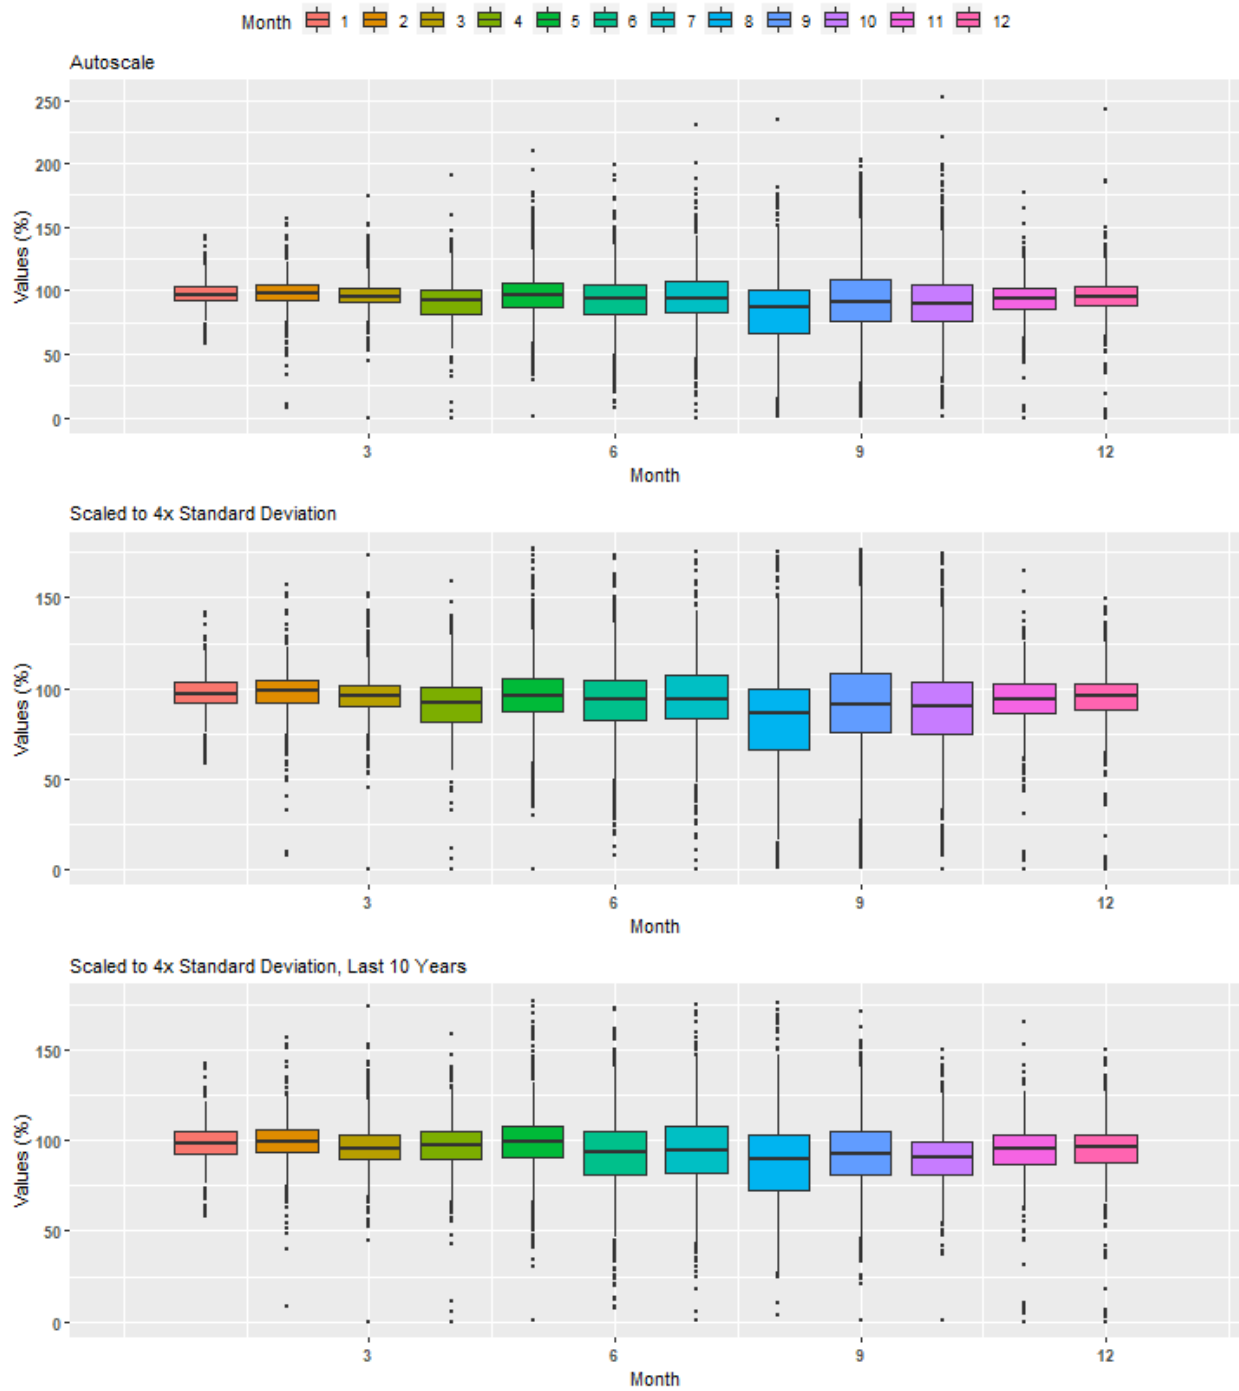 Month 1 2 3 4 5 6 7 8 9 10 11 12
Autoscale
Values (%)
250
200
150
100
50
0
3 6 9 12
Month
Scaled to 4x Standard Deviation
Values (%)
150
100
50
0
3 6 9 12
Month
Scaled to 4x Standard Deviation, Last 10 Years
Values (%)
150
100
50
0
3 6 9 12
Month